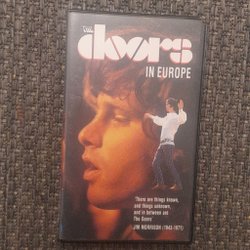 the
doors
IN EUROPE
'There are things known,
and things unknown,
and in between are
The Doors'
JIM MORRISON (1943-1971)